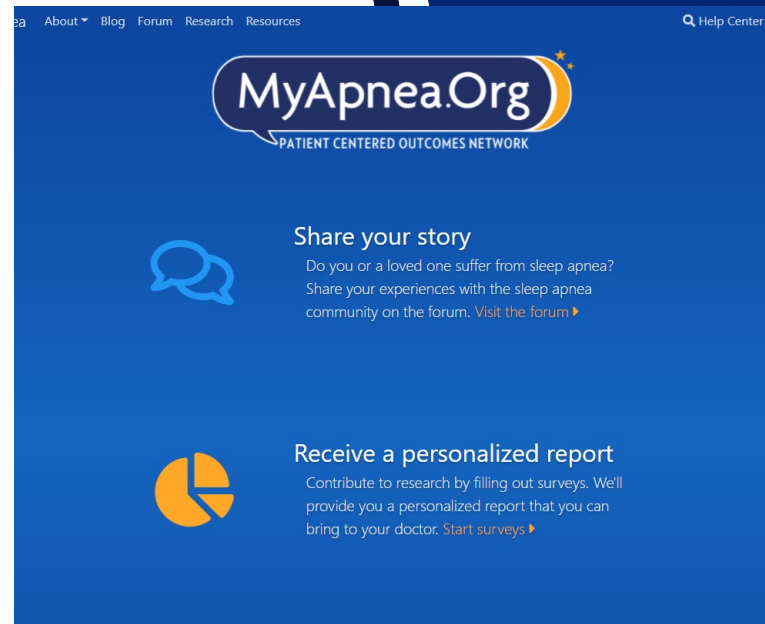 About Blog Forum Research Resources Help Center
MyApnea.Org
PATIENT CENTERED OUTCOMES NETWORK
Share your story
Do you or a loved one suffer from sleep apnea?
Share your experiences with the sleep apnea
community on the forum. Visit the forum
Receive a personalized report
Contribute to research by filling out surveys. We'll
provide you a personalized report that you can
bring to your doctor. Start surveys